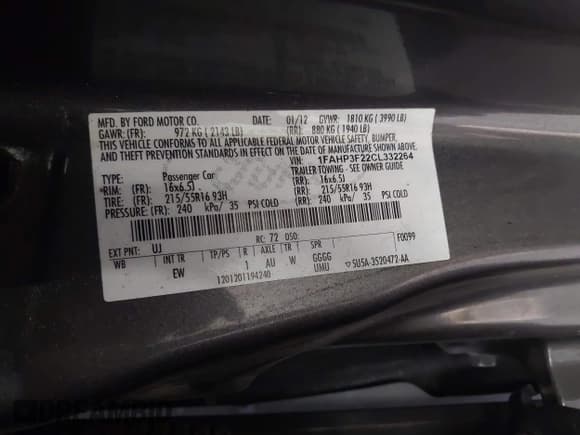 MFD. BY FORD MOTOR CO. DATE: 01/12 GVWR: 1810 KG ( 3990 LB)
GAWR: (FR): 972 KG ( 2143 LB) (RR): 880 KG ( 1940 LB)
THIS VEHICLE CONFORMS TO ALL APPLICABLE FEDERAL MOTOR VEHICLE SAFETY, BUMPER,
AND THEFT PREVENTION STANDARDS IN EFFECT ON THE DATE OF MANUFACTURE SHOWN ABOVE.
VIN: 1FAHP3F22CL332264
TYPE: Passenger Car TRAILER TOWING - SEE OWNER GUIDE
*RIM: (FR): 16x6.5J (RR): 16x6.5J
TIRE: (FR): 215/55R16 93H (RR): 215/55R16 93H
PRESSURE: (FR): 240 kPa/ 35 PSI COLD (RR): 240 kPa/ 35 PSI COLD
RC: 72 DSO: F0099
EXT PNT: UJ
WB INT TR TP/PS R AXLE TR SPR
EW 1 AU W GGGG
UMU
1201201194240 5U5A-3520472-AA
DREAMBID